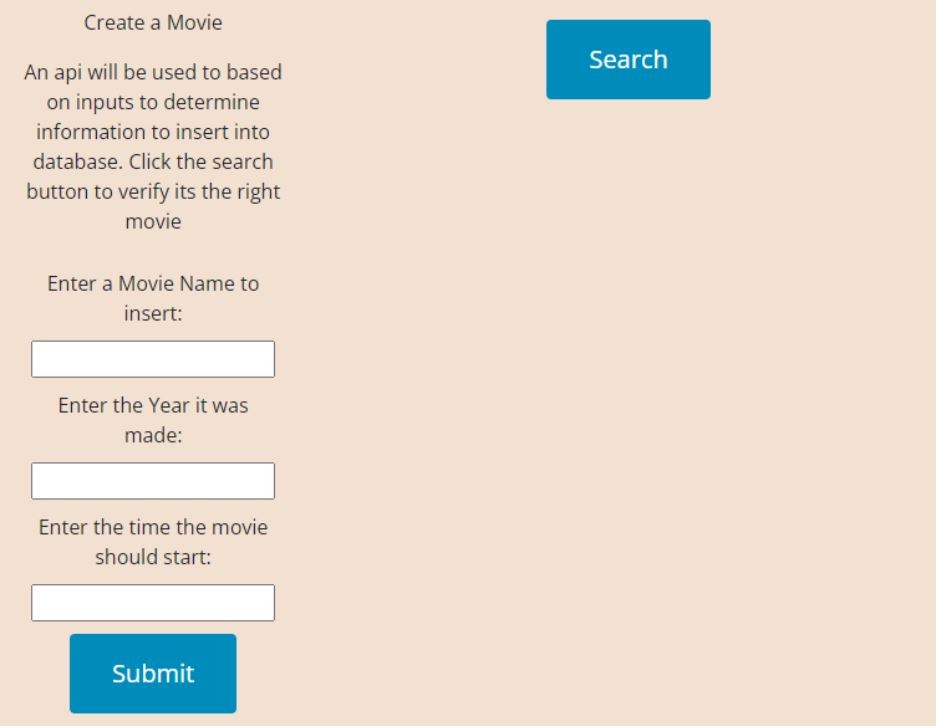 Create a Movie
An api will be used to based
on inputs to determine
information to insert into
database. Click the search
button to verify its the right
movie
Enter a Movie Name to
insert:
Enter the Year it was
made:
Enter the time the movie
should start:
Submit
Search